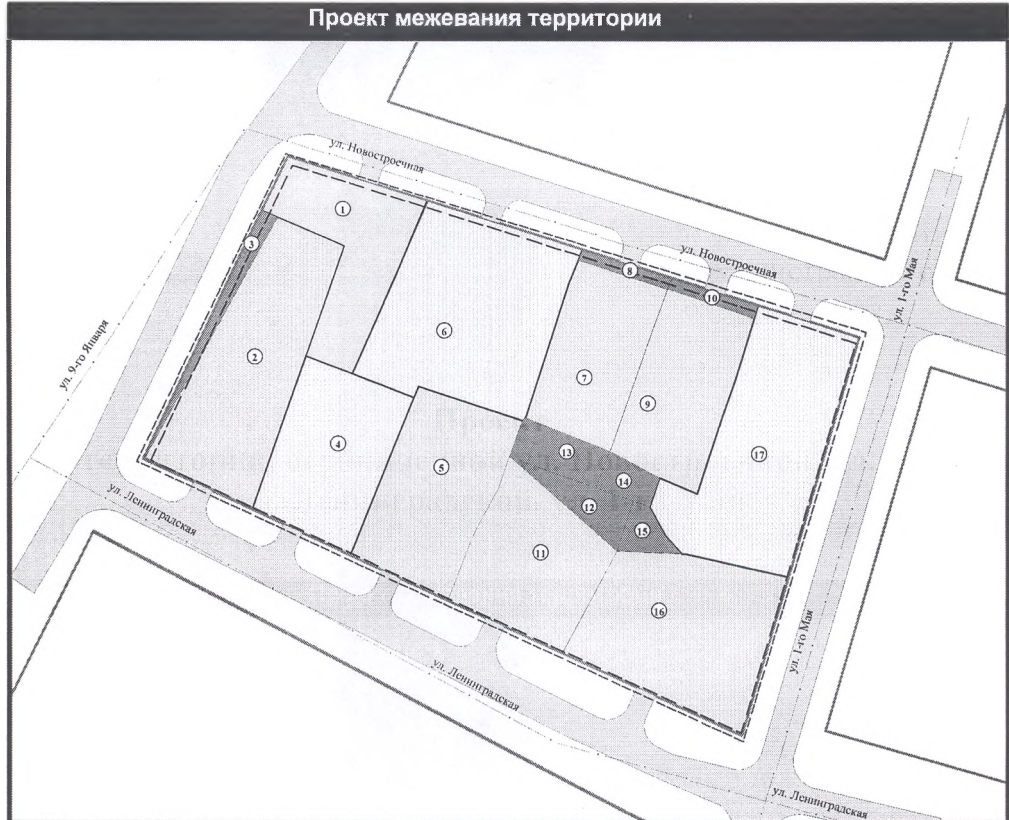 Проект межевания территории
ул. Новостроечная
1
3
8
ул. Новостроечная
10
ул. 1-го Мая
ул. 9-го Января
6
2
7
9
4
5
13
14
17
12
15
11
16
ул. Ленинградская
ул. Ленинградская
ул. 1-го Мая
ул. Ленинградская